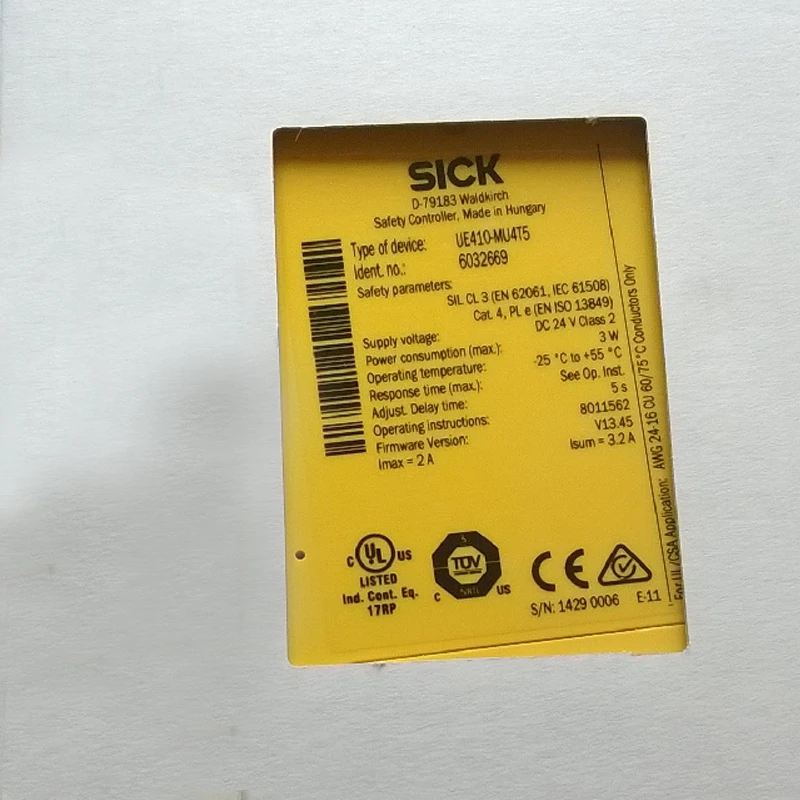 SICK
D-79183 Waldkirch
Safety Controller, Made in Hungary
Type of device: UE410-MU4T5
Ident. no.: 6032669
Safety parameters:
SIL CL 3 (EN 62061, IEC 61508)
Cat. 4, PL e (EN ISO 13849)
Supply voltage: DC 24 V Class 2
Power consumption (max.): 3 W
Operating temperature: -25 °C to +55 °C
Response time (max.): See Op. Inst.
Adjust. Delay time: 5 s
Operating instructions: 8011562
Firmware Version: V13.45
Imax = 2 A Isum = 3.2 A
For UL/CSA Application: AWG 24-16 CU 60/75°C Conductors Only
C UL US
LISTED
Ind. Cont. Eq.
17RP
TÜV
C US
CE
S/N: 1429 0006 E-11